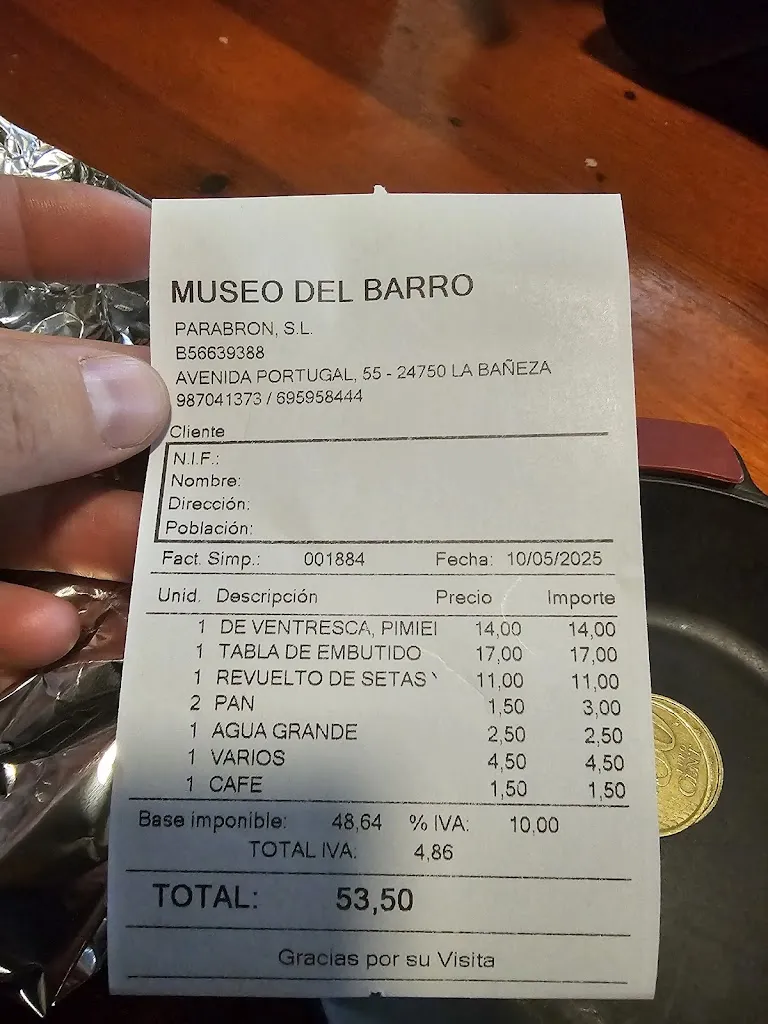 MUSEO DEL BARRO
PARABRON, S.L.
B56639388
AVENIDA PORTUGAL, 55 - 24750 LA BAÑEZA
987041373 / 695958444
Cliente
N.I.F.:
Nombre:
Dirección:
Población:
Fact. Simp.: 001884 Fecha: 10/05/2025
Unid. Descripción Precio Importe
1 DE VENTRESCA, PIMIEI 14,00 14,00
1 TABLA DE EMBUTIDO 17,00 17,00
1 REVUELTO DE SETAS 11,00 11,00
2 PAN 1,50 3,00
1 AGUA GRANDE 2,50 2,50
1 VARIOS 4,50 4,50
1 CAFE 1,50 1,50
Base imponible: 48,64 % IVA: 10,00
TOTAL IVA: 4,86
TOTAL: 53,50
Gracias por su Visita